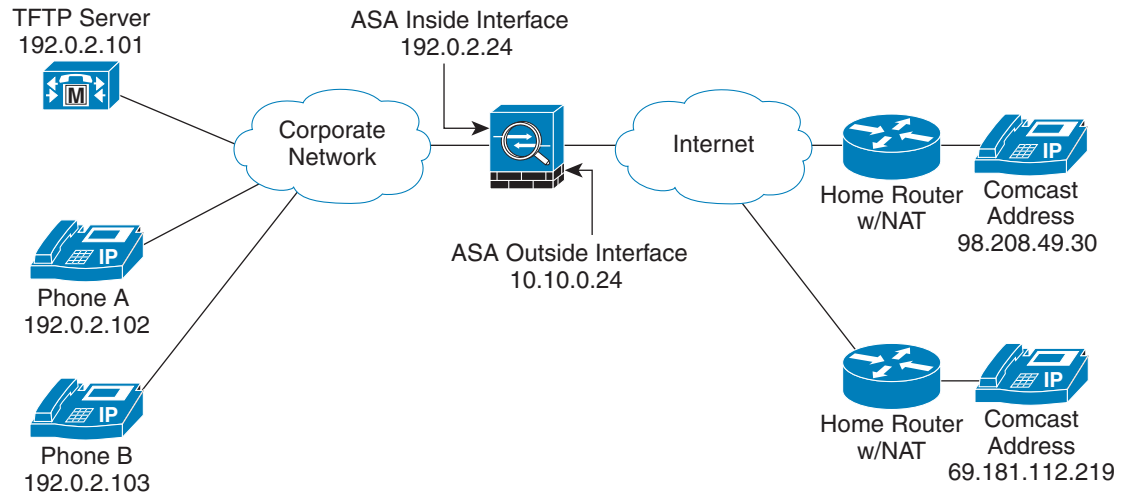 TFTP Server
192.0.2.101
M
ASA Inside Interface
192.0.2.24
Corporate
Network
Internet
ASA Outside Interface
10.10.0.24
Home Router
w/NAT
IP
Comcast
Address
98.208.49.30
IP
Phone A
192.0.2.102
IP
Phone B
192.0.2.103
Home Router
w/NAT
IP
Comcast
Address
69.181.112.219